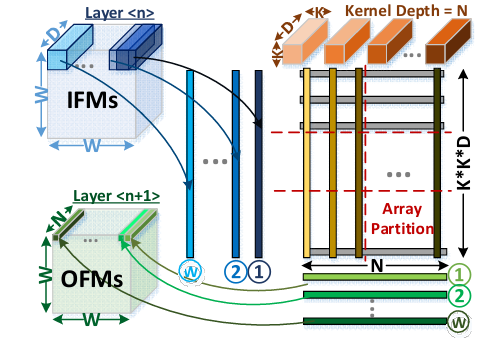 Layer <n>
Kernel Depth = N
D
K
D
K
W
IFMs
W
...
K*K*D
Array
Partition
Layer <n+1>
N
W
OFMs
W
W
2
1
N
1
2
W